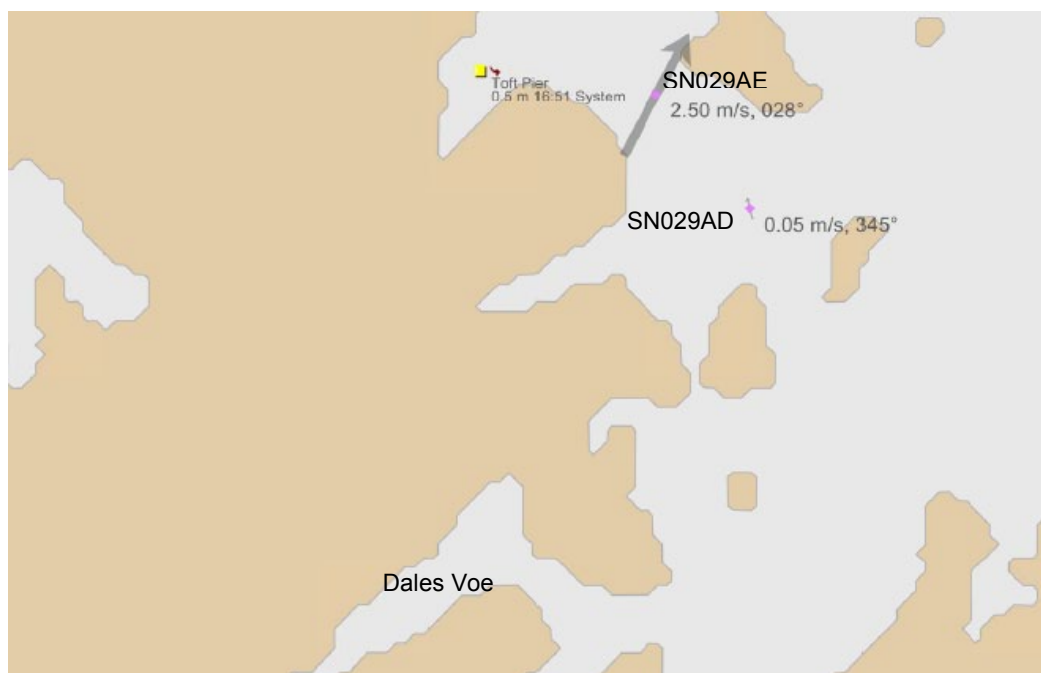 SN029AE
Toft Pier
0.5 m 16:51 System
2.50 m/s, 028°
SN029AD
0.05 m/s, 345°
Dales Voe